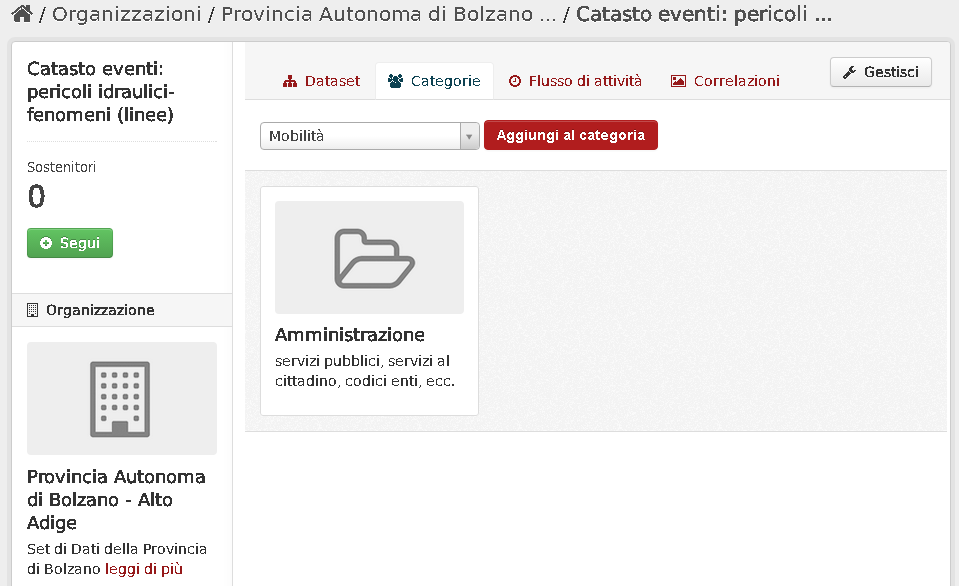 / Organizzazioni / Provincia Autonoma di Bolzano ... / Catasto eventi: pericoli ...
Catasto eventi:
pericoli idraulici-
fenomeni (linee)
Sostenitori
0
Segui
Organizzazione
Provincia Autonoma
di Bolzano - Alto
Adige
Set di Dati della Provincia
di Bolzano leggi di più
Dataset Categorie Flusso di attività Correlazioni Gestisci
Mobilità Aggiungi al categoria
Amministrazione
servizi pubblici, servizi al
cittadino, codici enti, ecc.